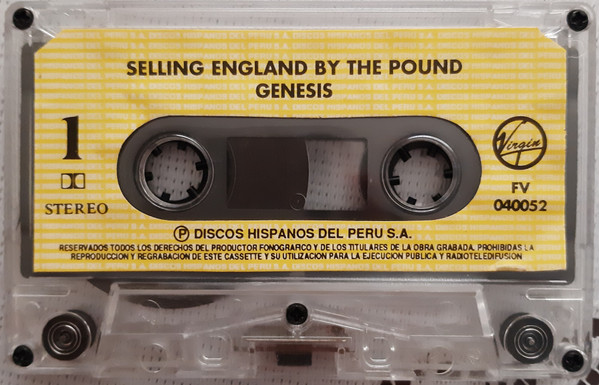 SELLING ENGLAND BY THE POUND
GENESIS
1
STEREO
Virgin
FV
040052
Ⓟ DISCOS HISPANOS DEL PERU S.A.
RESERVADOS TODOS LOS DERECHOS DEL PRODUCTOR FONOGRAFICO Y DE LOS TITULARES DE LA OBRA GRABADA. PROHIBIDAS LA
REPRODUCCION Y REGRABACION DE ESTE CASSETTE Y SU UTILIZACION PARA LA EJECUCION PUBLICA Y RADIOTELEDIFUSION